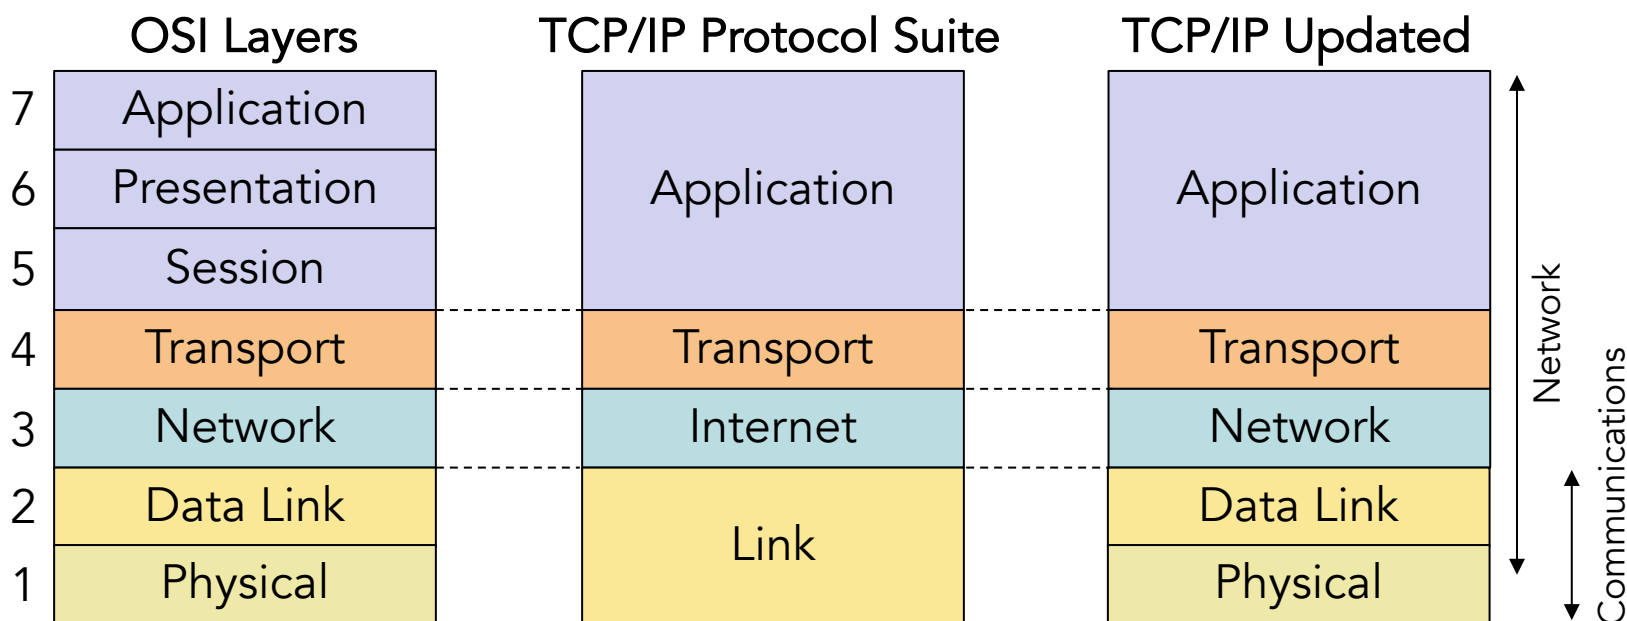 OSI Layers
TCP/IP Protocol Suite
TCP/IP Updated
7
Application
6
Presentation
5
Session
4
Transport
3
Network
2
Data Link
1
Physical
Application
Transport
Internet
Link
Application
Transport
Network
Data Link
Physical
Network
Communications